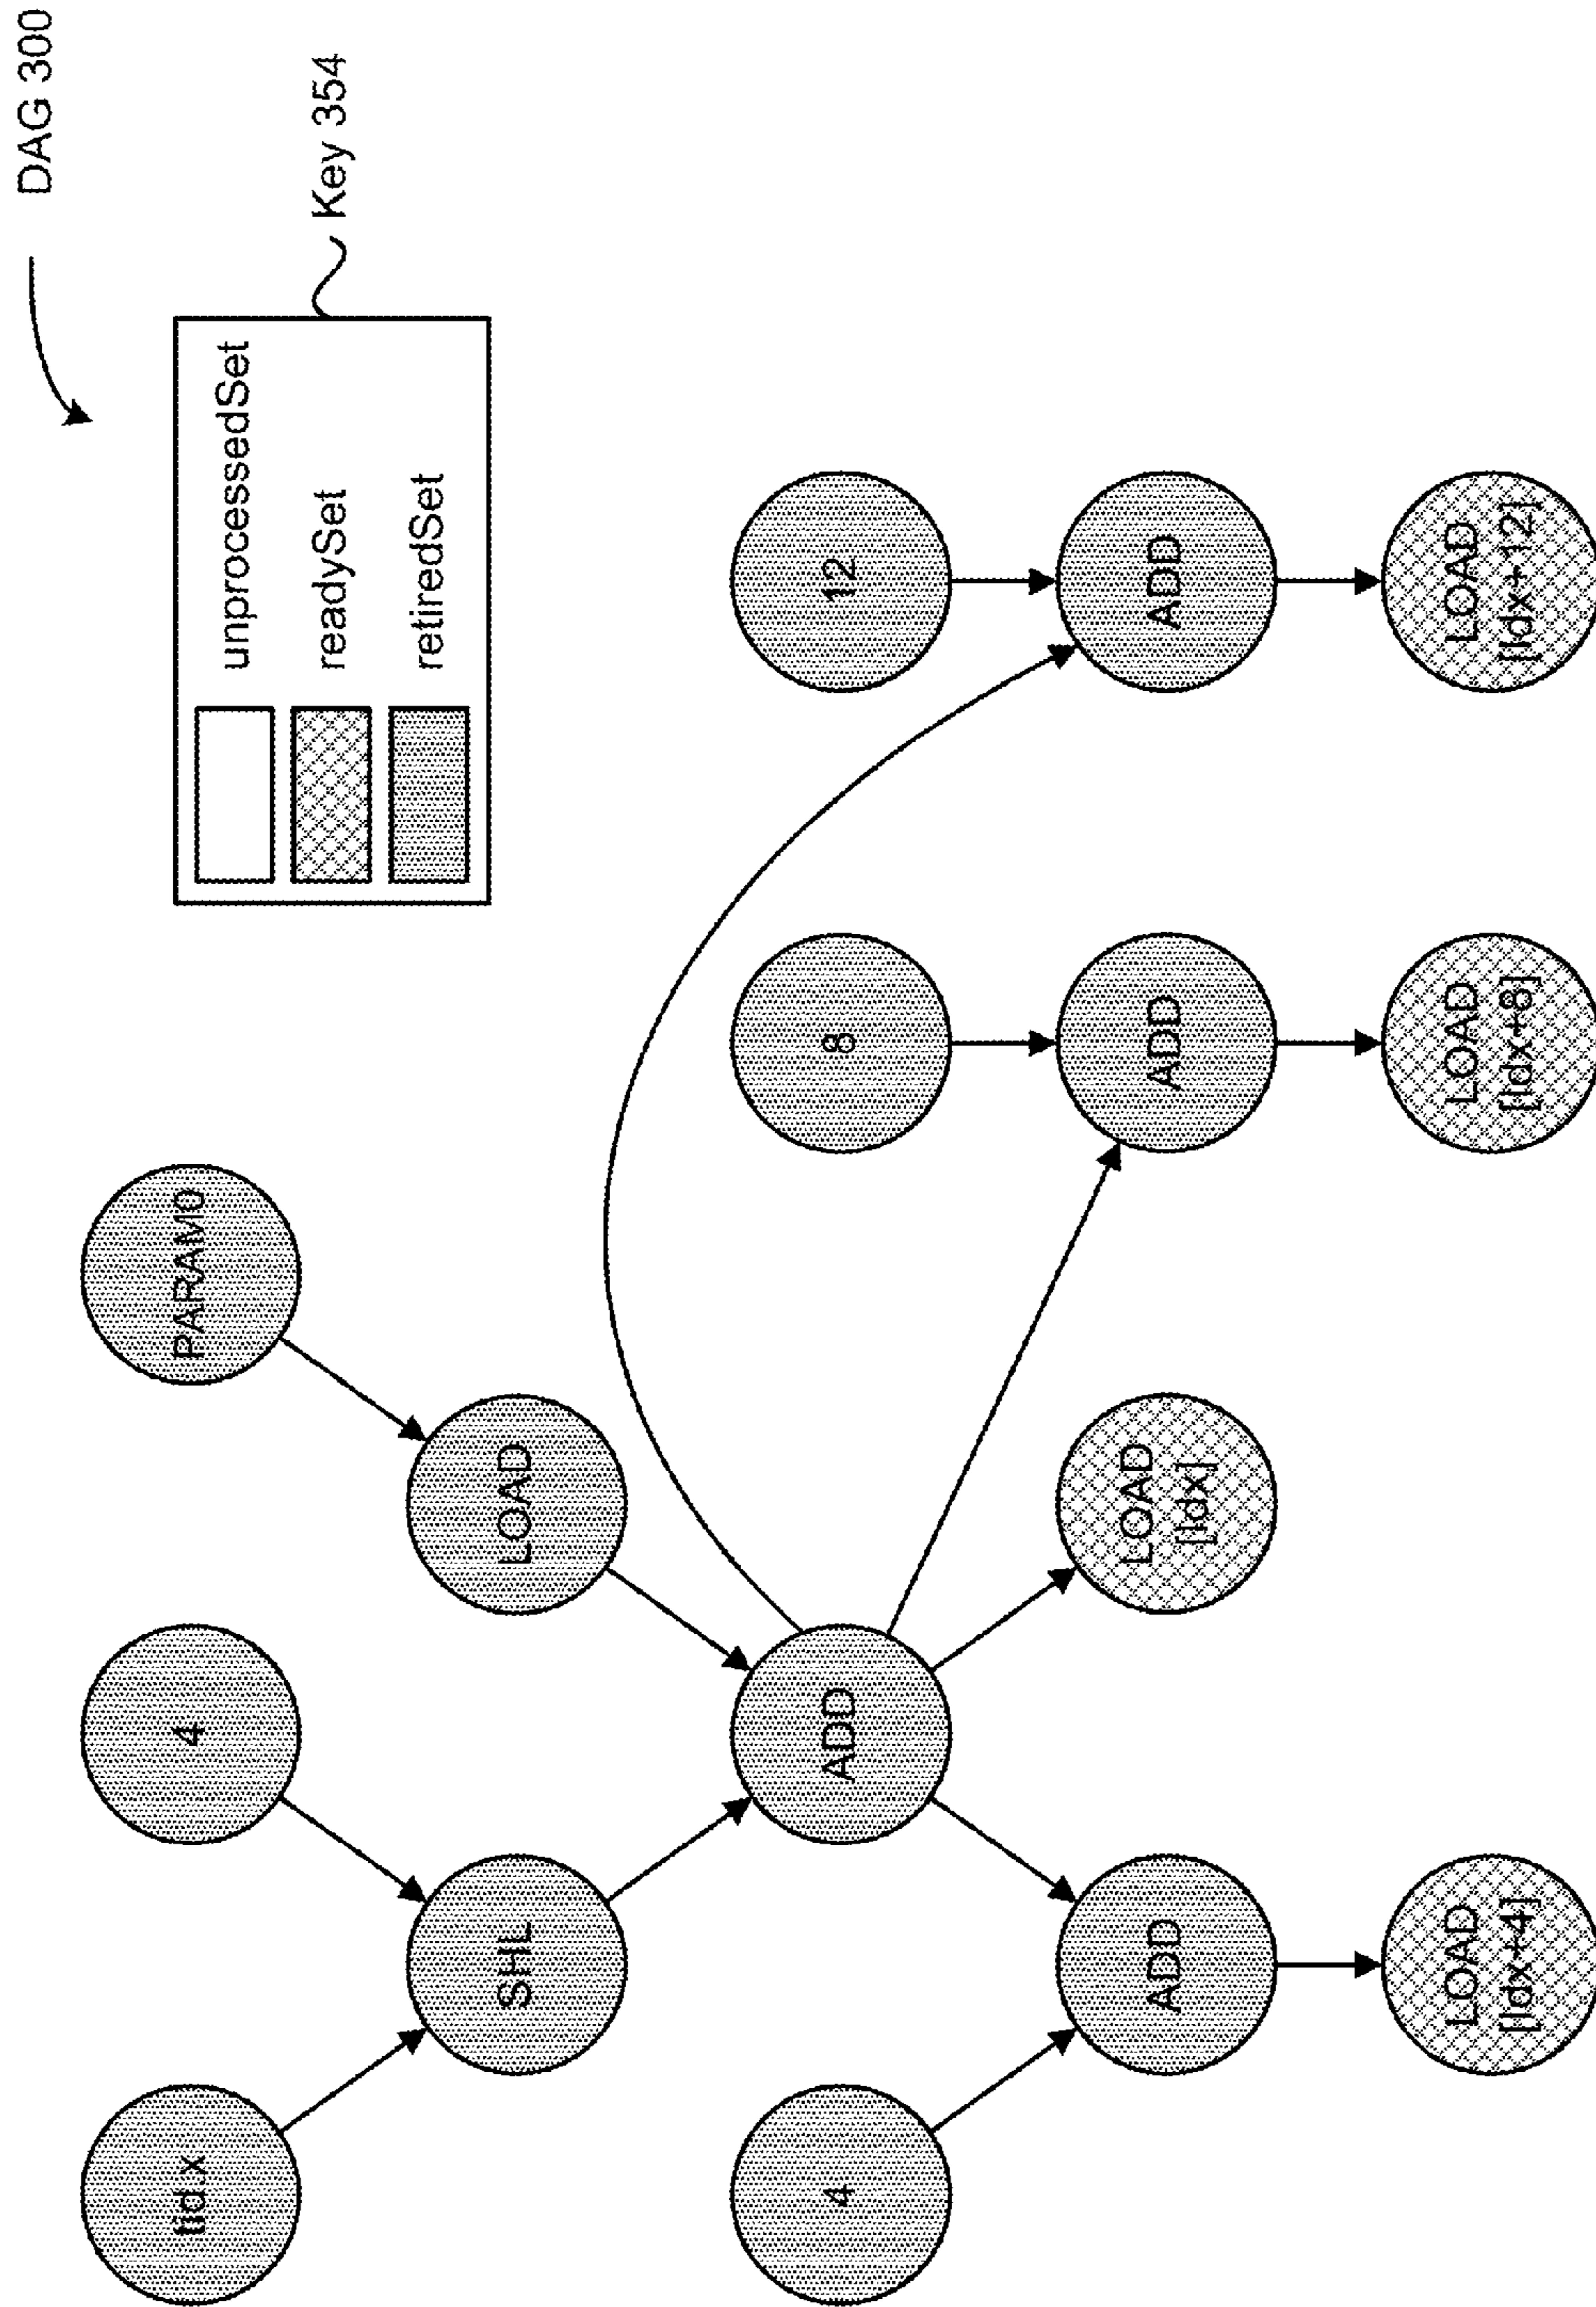 DAG 300
tid.x
4
PARAM0
unprocessedSet
readySet
retiredSet
Key 354
SHL
LOAD
4
ADD
8
12
ADD
LOAD
[Idx]
ADD
ADD
LOAD
[Idx+4]
LOAD
[Idx+8]
LOAD
[Idx+12]